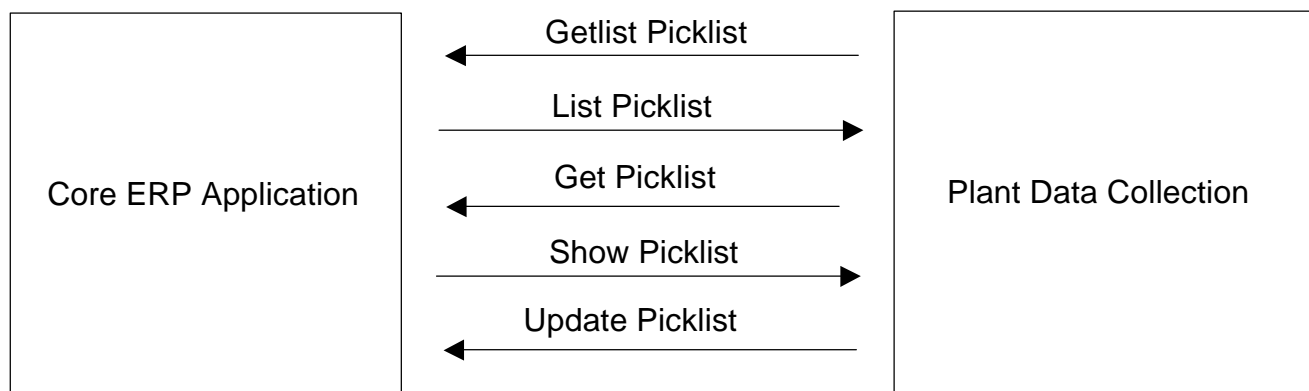 Getlist Picklist
List Picklist
Core ERP Application
Get Picklist
Plant Data Collection
Show Picklist
Update Picklist